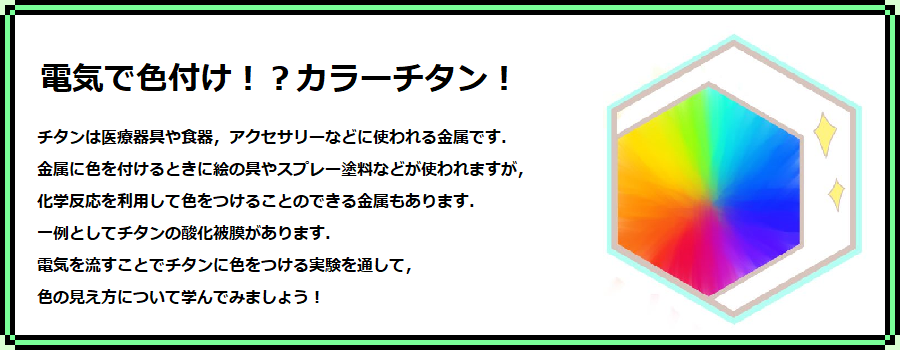 電気で色付け！？カラーチタン！
チタンは医療器具や食器，アクセサリーなどに使われる金属です．
金属に色を付けるときに絵の具やスプレー塗料などが使われますが，
化学反応を利用して色をつけることのできる金属もあります．
一例としてチタンの酸化被膜があります．
電気を流すことでチタンに色をつける実験を通して，
色の見え方について学んでみましょう！